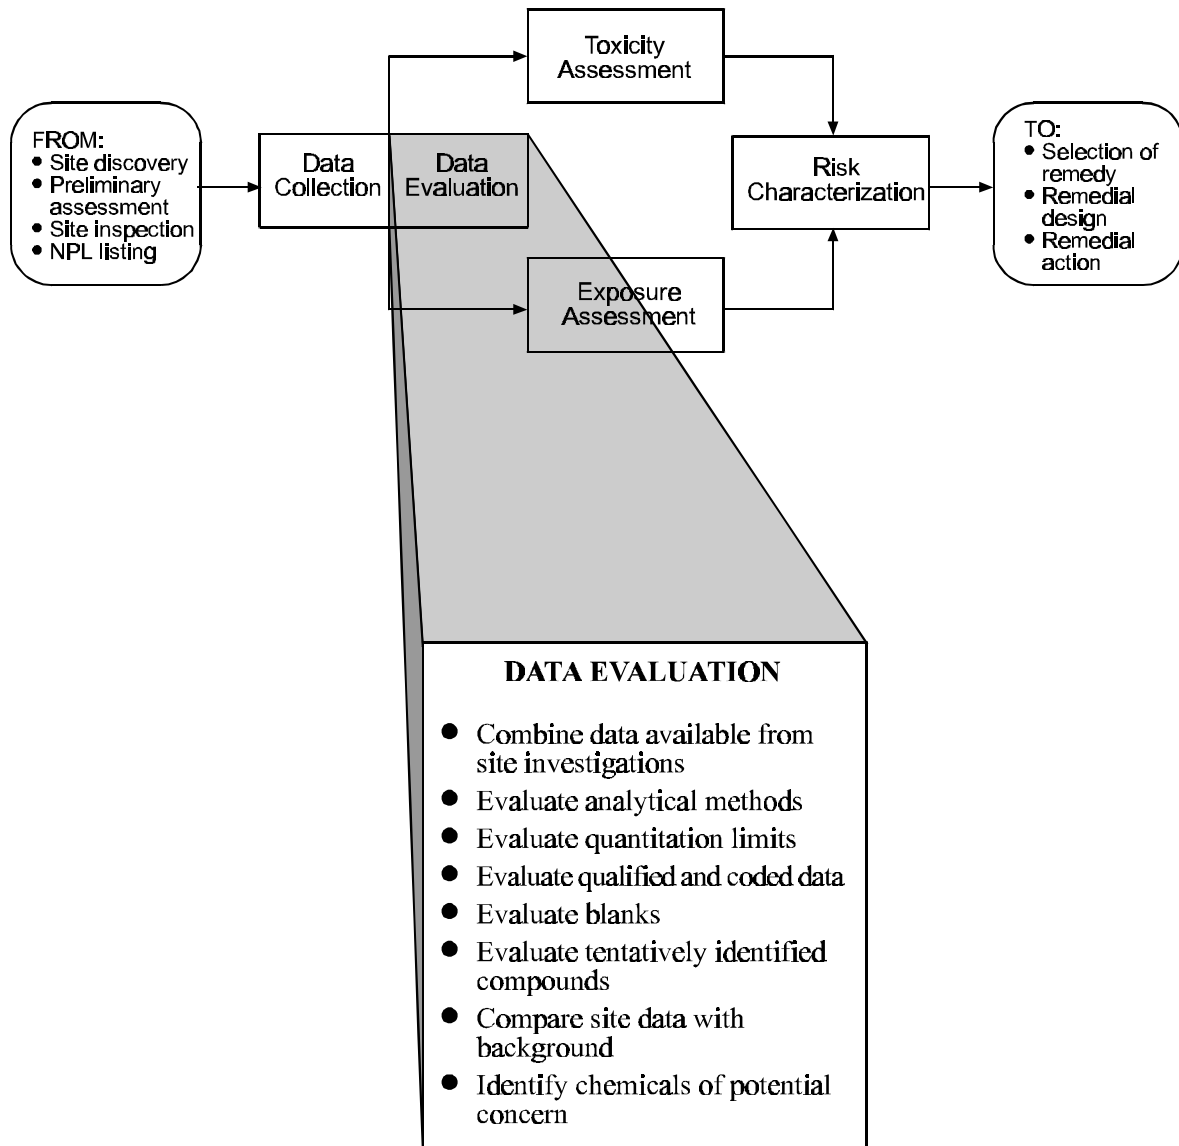 Toxicity
Assessment
FROM:
● Site discovery
● Preliminary
assessment
● Site inspection
● NPL listing
Data
Collection
Data
Evaluation
Risk
Characterization
TO:
● Selection of
remedy
● Remedial
design
● Remedial
action
Exposure
Assessment
DATA EVALUATION
● Combine data available from
site investigations
● Evaluate analytical methods
● Evaluate quantitation limits
● Evaluate qualified and coded data
● Evaluate blanks
● Evaluate tentatively identified
compounds
● Compare site data with
background
● Identify chemicals of potential
concern